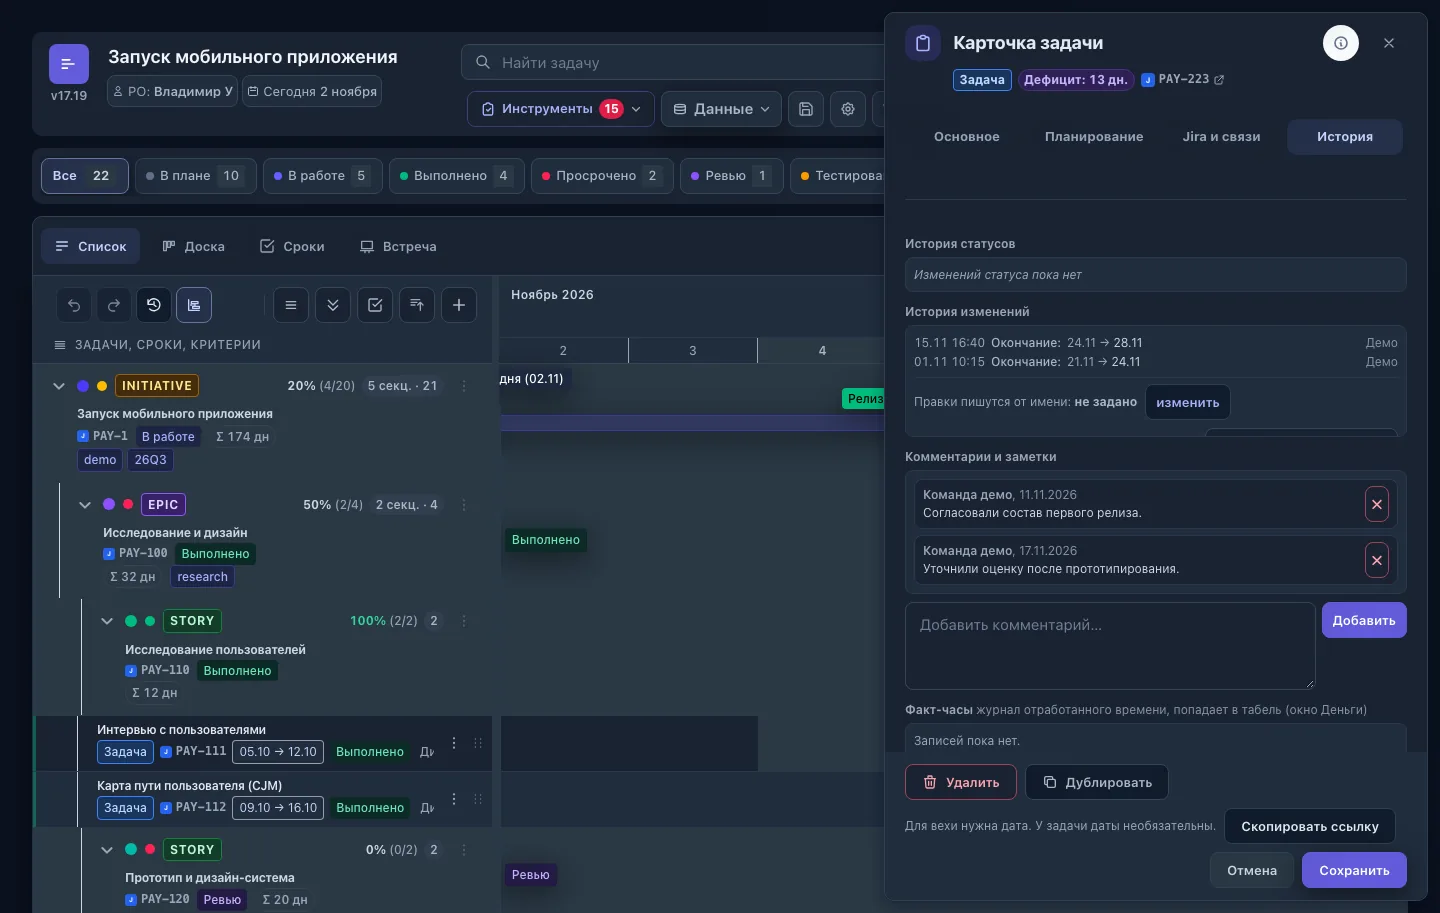 Запуск мобильного приложения
v17.19
PO: Владимир У
Сегодня 2 ноября
Найти задачу
Инструменты 15
Данные
Все 22
В плане 10
В работе 5
Выполнено 4
Просрочено 2
Ревью 1
Список
Доска
Сроки
Встреча
ЗАДАЧИ, СРОКИ, КРИТЕРИИ
Ноябрь 2026
2 3 4
дня (02.11)
INITIATIVE 20% (4/20) 5 секц. · 21
Запуск мобильного приложения
PAY-1 В работе Σ 174 дн
demo 26Q3
EPIC 50% (2/4) 2 секц. · 4
Исследование и дизайн
PAY-100 Выполнено
Σ 32 дн research
Выполнено
STORY 100% (2/2) 2
Исследование пользователей
PAY-110 Выполнено
Σ 12 дн
Интервью с пользователями
Задача PAY-111 05.10 → 12.10 Выполнено
Карта пути пользователя (CJM)
Задача PAY-112 09.10 → 16.10 Выполнено
STORY 0% (0/2) 2
Прототип и дизайн-система
PAY-120 Ревью Σ 20 дн
Ревью
Карточка задачи
Задача Дефицит: 13 дн. PAY-223
Основное
Планирование
Jira и связи
История
История статусов
Изменений статуса пока нет
История изменений
15.11 16:40 Окончание: 24.11 → 28.11 Демо
01.11 10:15 Окончание: 21.11 → 24.11 Демо
Правки пишутся от имени: не задано изменить
Комментарии и заметки
Команда демо, 11.11.2026
Согласовали состав первого релиза.
Команда демо, 17.11.2026
Уточнили оценку после прототипирования.
Добавить комментарий...
Добавить
Факт-часы журнал отработанного времени, попадает в табель (окно Деньги)
Записей пока нет.
Удалить
Дублировать
Для вехи нужна дата. У задачи даты необязательны.
Скопировать ссылку
Отмена
Сохранить